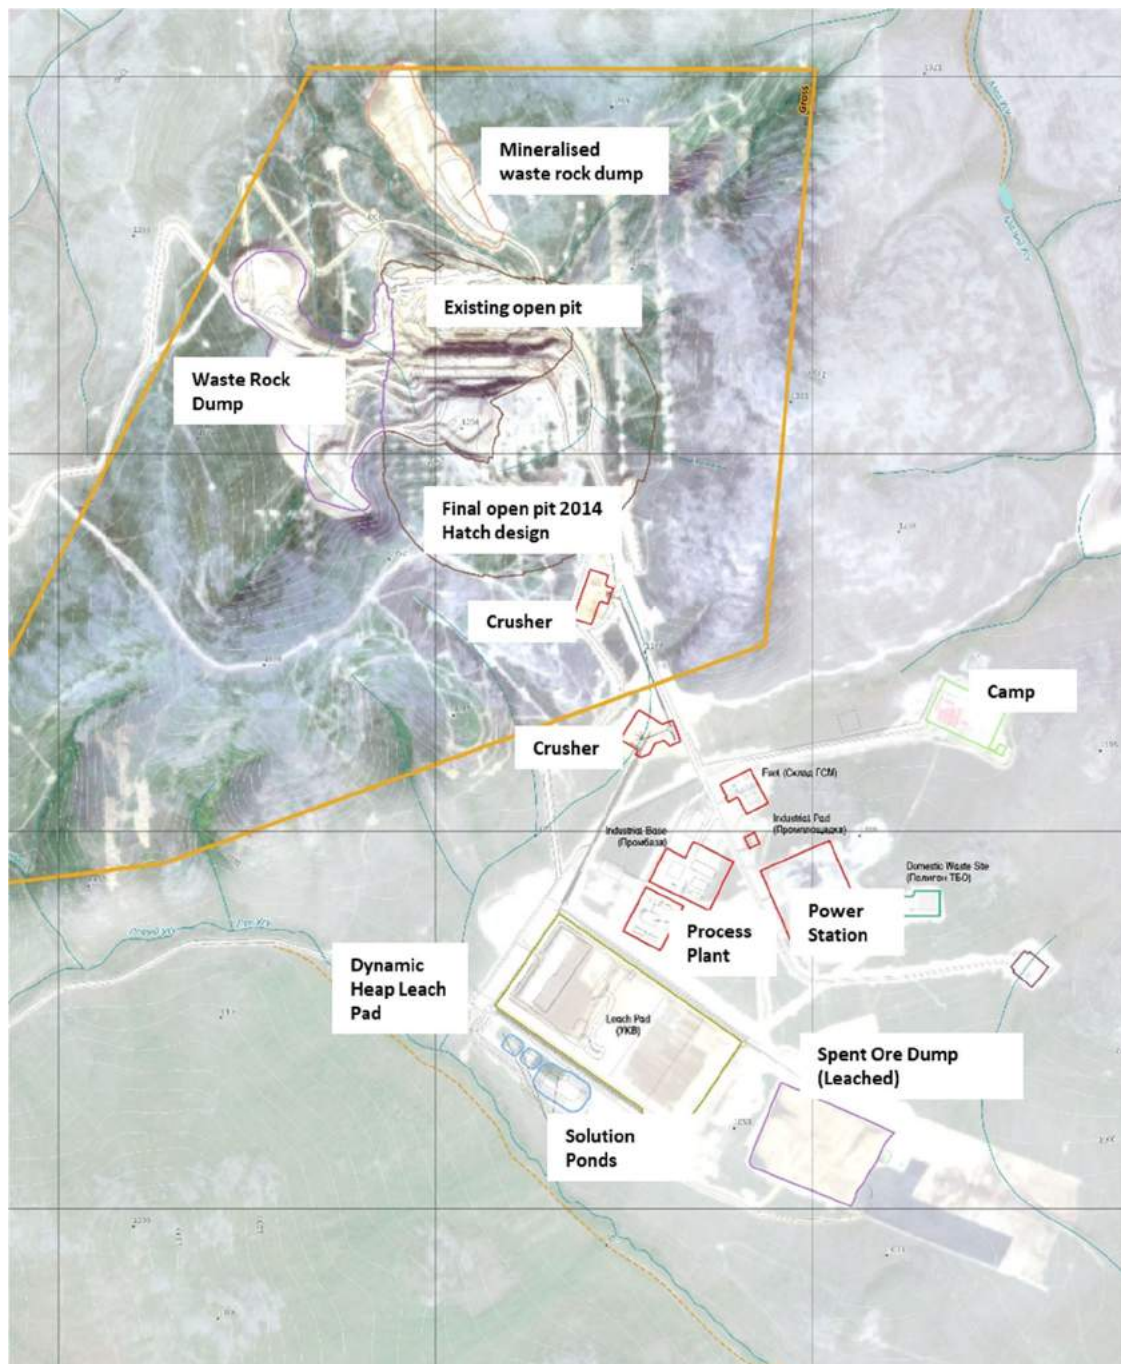 Gross
Mineralised
waste rock dump
Existing open pit
Waste Rock
Dump
Final open pit 2014
Hatch design
Crusher
Camp
Crusher
Fuel (Склад ГСМ)
Industrial Pad
(Промплощадка)
Industrial Base
(Промбаза)
Domestic Waste Site
(Полигон ТБО)
Power
Station
Process
Plant
Dynamic
Heap Leach
Pad
Leach Pad
(УКВ)
Spent Ore Dump
(Leached)
Solution
Ponds